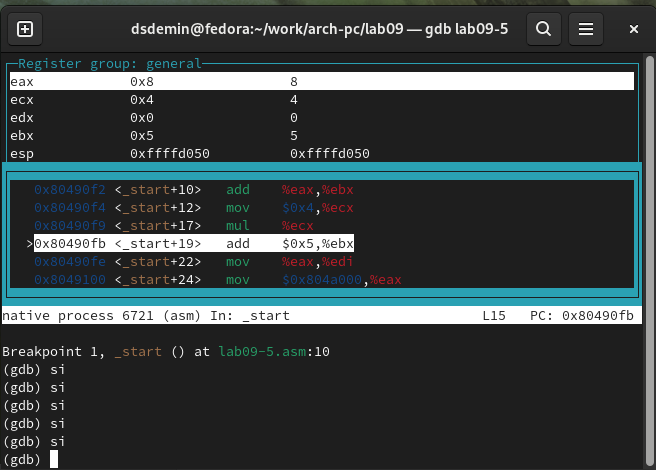 dsdemin@fedora:~/work/arch-pc/lab09 — gdb lab09-5
Register group: general
eax 0x8 8
ecx 0x4 4
edx 0x0 0
ebx 0x5 5
esp 0xffffd050 0xffffd050
0x80490f2 <_start+10> add %eax,%ebx
0x80490f4 <_start+12> mov $0x4,%ecx
0x80490f9 <_start+17> mul %ecx
>0x80490fb <_start+19> add $0x5,%ebx
0x80490fe <_start+22> mov %eax,%edi
0x8049100 <_start+24> mov $0x804a000,%eax
native process 6721 (asm) In: _start L15 PC: 0x80490fb
Breakpoint 1, _start () at lab09-5.asm:10
(gdb) si
(gdb) si
(gdb) si
(gdb) si
(gdb) si
(gdb)